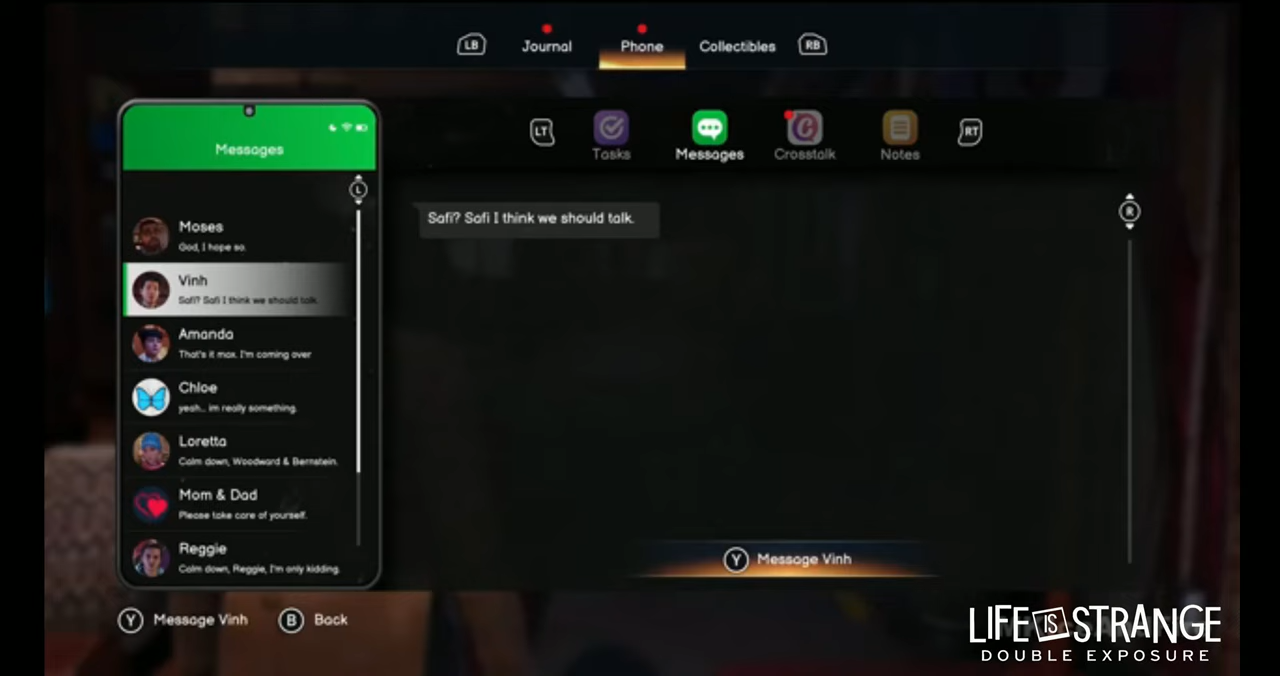 LB Journal Phone Collectibles RB
Messages
LT Tasks Messages Crosstalk Notes RT
L
R
Safi? Safi I think we should talk.
Moses
God, I hope so.
Vinh
Safi? Safi I think we should talk.
Amanda
That's it max. I'm coming over
Chloe
yeah... im really something.
Loretta
Calm down, Woodward & Bernstein.
Mom & Dad
Please take care of yourself.
Reggie
Calm down, Reggie, I'm only kidding.
Y Message Vinh
Y Message Vinh B Back
LIFE IS STRANGE
DOUBLE EXPOSURE